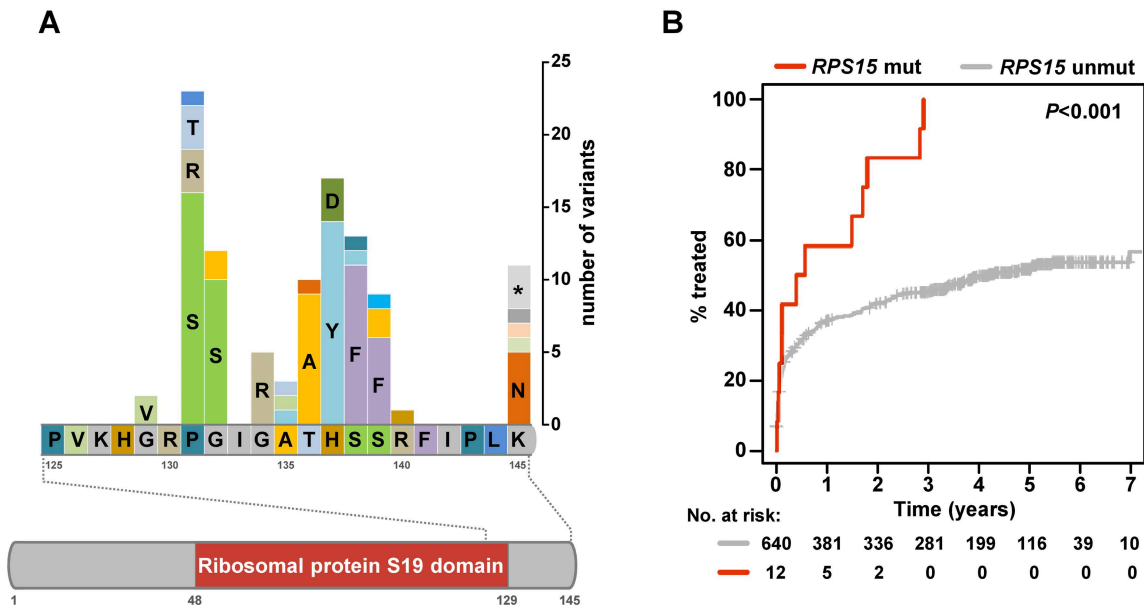 A
25
20
15
10
5
0
number of variants
T
R
S
S
V
R
A
D
Y
F
F
*
N
P V K H G R P G I G A T H S S R F I P L K
125 130 135 140 145
Ribosomal protein S19 domain
1 48 129 145
B
RPS15 mut RPS15 unmut
P<0.001
100
80
60
40
20
0
% treated
0 1 2 3 4 5 6 7
Time (years)
No. at risk:
640 381 336 281 199 116 39 10
12 5 2 0 0 0 0 0